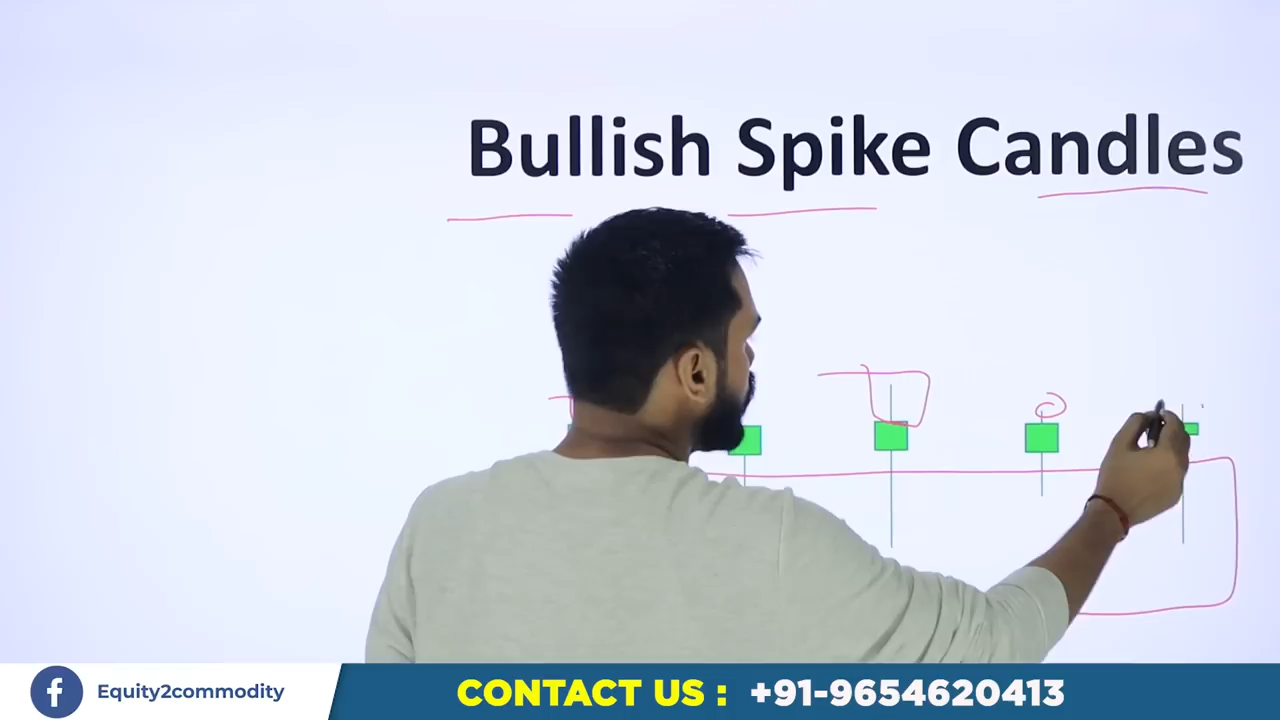 Bullish Spike Candles
Equity2commodity
CONTACT US : +91-9654620413